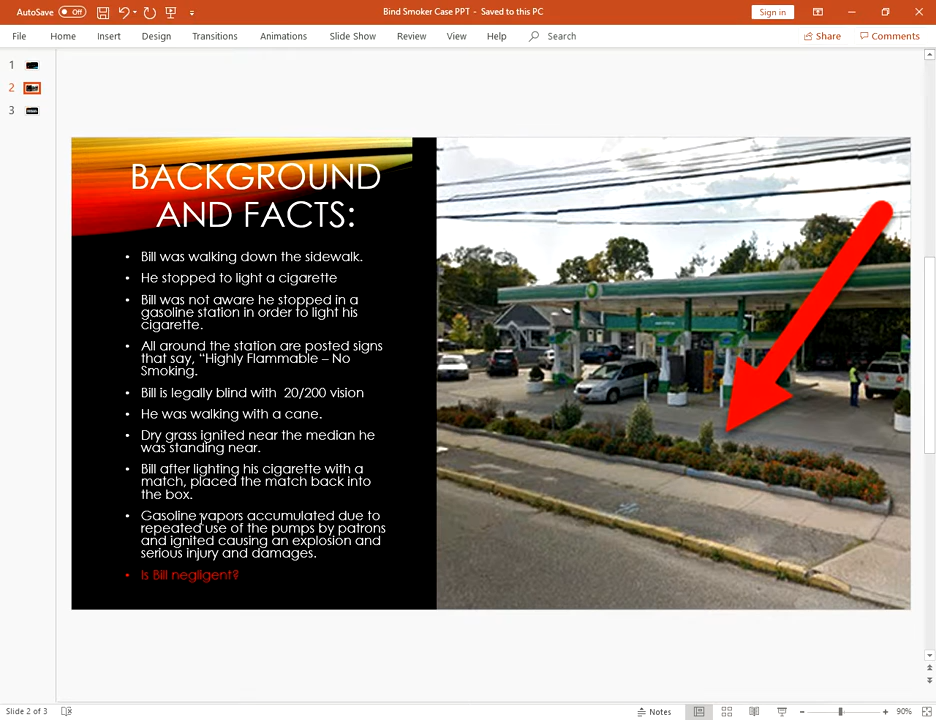 AutoSave Off
Bind Smoker Case PPT - Saved to this PC
Sign in
File Home Insert Design Transitions Animations Slide Show Review View Help Search Share Comments
1
2
3
BACKGROUND
AND FACTS:
• Bill was walking down the sidewalk.
• He stopped to light a cigarette
• Bill was not aware he stopped in a
gasoline station in order to light his
cigarette.
• All around the station are posted signs
that say, “Highly Flammable – No
Smoking.
• Bill is legally blind with 20/200 vision
• He was walking with a cane.
• Dry grass ignited near the median he
was standing near.
• Bill after lighting his cigarette with a
match, placed the match back into
the box.
• Gasoline vapors accumulated due to
repeated use of the pumps by patrons
and ignited causing an explosion and
serious injury and damages.
• Is Bill negligent?
Slide 2 of 3
Notes
90%